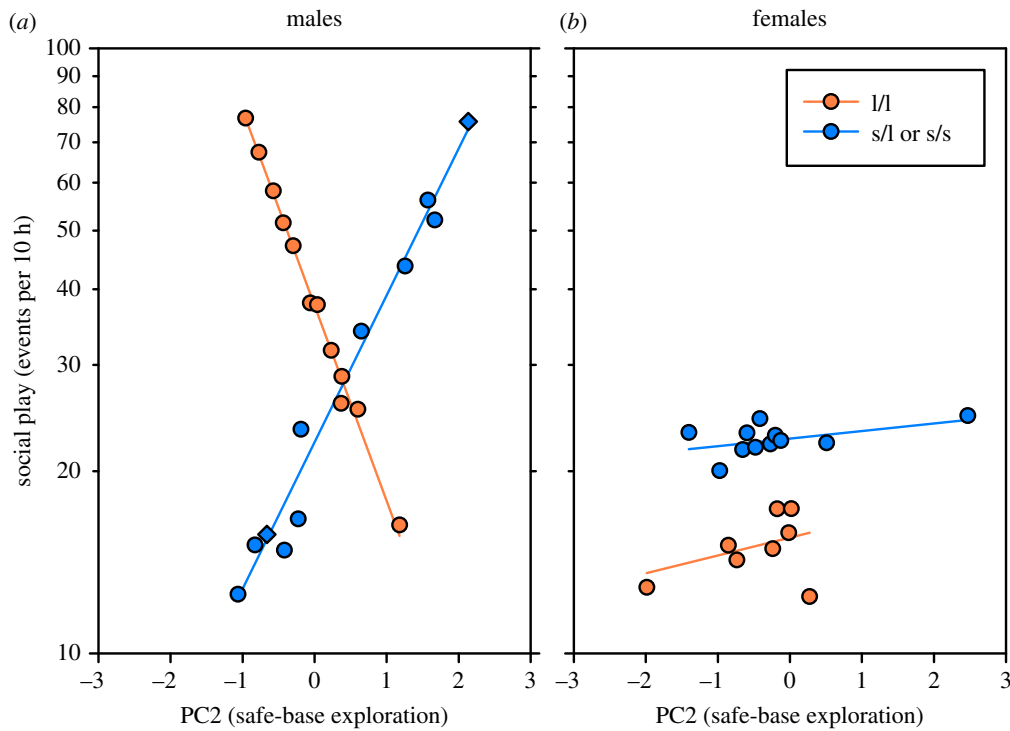 (a) males
(b) females
100
90
80
70
60
50
40
30
20
10
social play (events per 10 h)
–3 –2 –1 0 1 2 3
PC2 (safe-base exploration)
l/l
s/l or s/s
–3 –2 –1 0 1 2 3
PC2 (safe-base exploration)